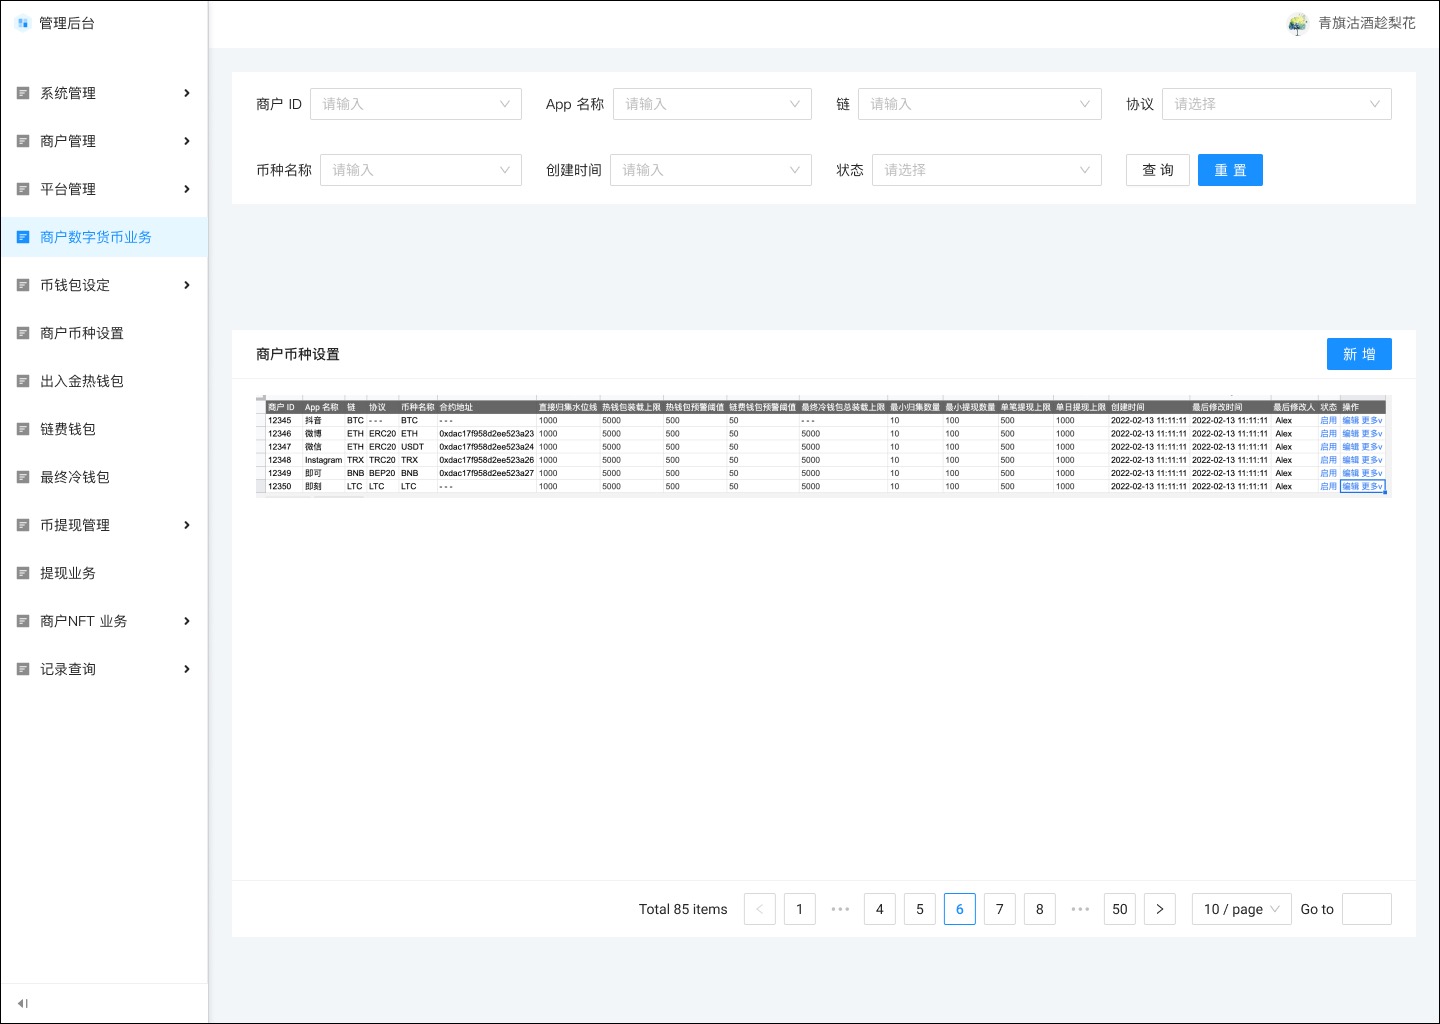 管理后台
青旗沽酒趁梨花
系统管理
商户管理
平台管理
商户数字货币业务
币钱包设定
商户币种设置
出入金热钱包
链费钱包
最终冷钱包
币提现管理
提现业务
商户NFT 业务
记录查询
商户 ID 请输入 App 名称 请输入 链 请输入 协议 请选择
币种名称 请输入 创建时间 请输入 状态 请选择 查 询 重 置
商户币种设置 新 增
商户 ID App 名称 链 协议 币种名称 合约地址 直接归集水位线 热钱包装载上限 热钱包预警阈值 链费钱包预警阈值 最终冷钱包总装载上限 最小归集数量 最小提现数量 单笔提现上限 单日提现上限 创建时间 最后修改时间 最后修改人 状态 操作
12345 抖音 BTC - - - BTC - - - 1000 5000 500 50 - - - 10 100 500 1000 2022-02-13 11:11:11 2022-02-13 11:11:11 Alex 启用 编辑 更多v
12346 微博 ETH ERC20 ETH 0xdac17f958d2ee523a23 1000 5000 500 50 5000 10 100 500 1000 2022-02-13 11:11:11 2022-02-13 11:11:11 Alex 启用 编辑 更多v
12347 微信 ETH ERC20 USDT 0xdac17f958d2ee523a24 1000 5000 500 50 5000 10 100 500 1000 2022-02-13 11:11:11 2022-02-13 11:11:11 Alex 启用 编辑 更多v
12348 Instagram TRX TRC20 TRX 0xdac17f958d2ee523a26 1000 5000 500 50 5000 10 100 500 1000 2022-02-13 11:11:11 2022-02-13 11:11:11 Alex 启用 编辑 更多v
12349 即可 BNB BEP20 BNB 0xdac17f958d2ee523a27 1000 5000 500 50 5000 10 100 500 1000 2022-02-13 11:11:11 2022-02-13 11:11:11 Alex 启用 编辑 更多v
12350 即刻 LTC LTC LTC - - - 1000 5000 500 50 5000 10 100 500 1000 2022-02-13 11:11:11 2022-02-13 11:11:11 Alex 启用 编辑 更多v
Total 85 items < 1 ••• 4 5 6 7 8 ••• 50 > 10 / page Go to